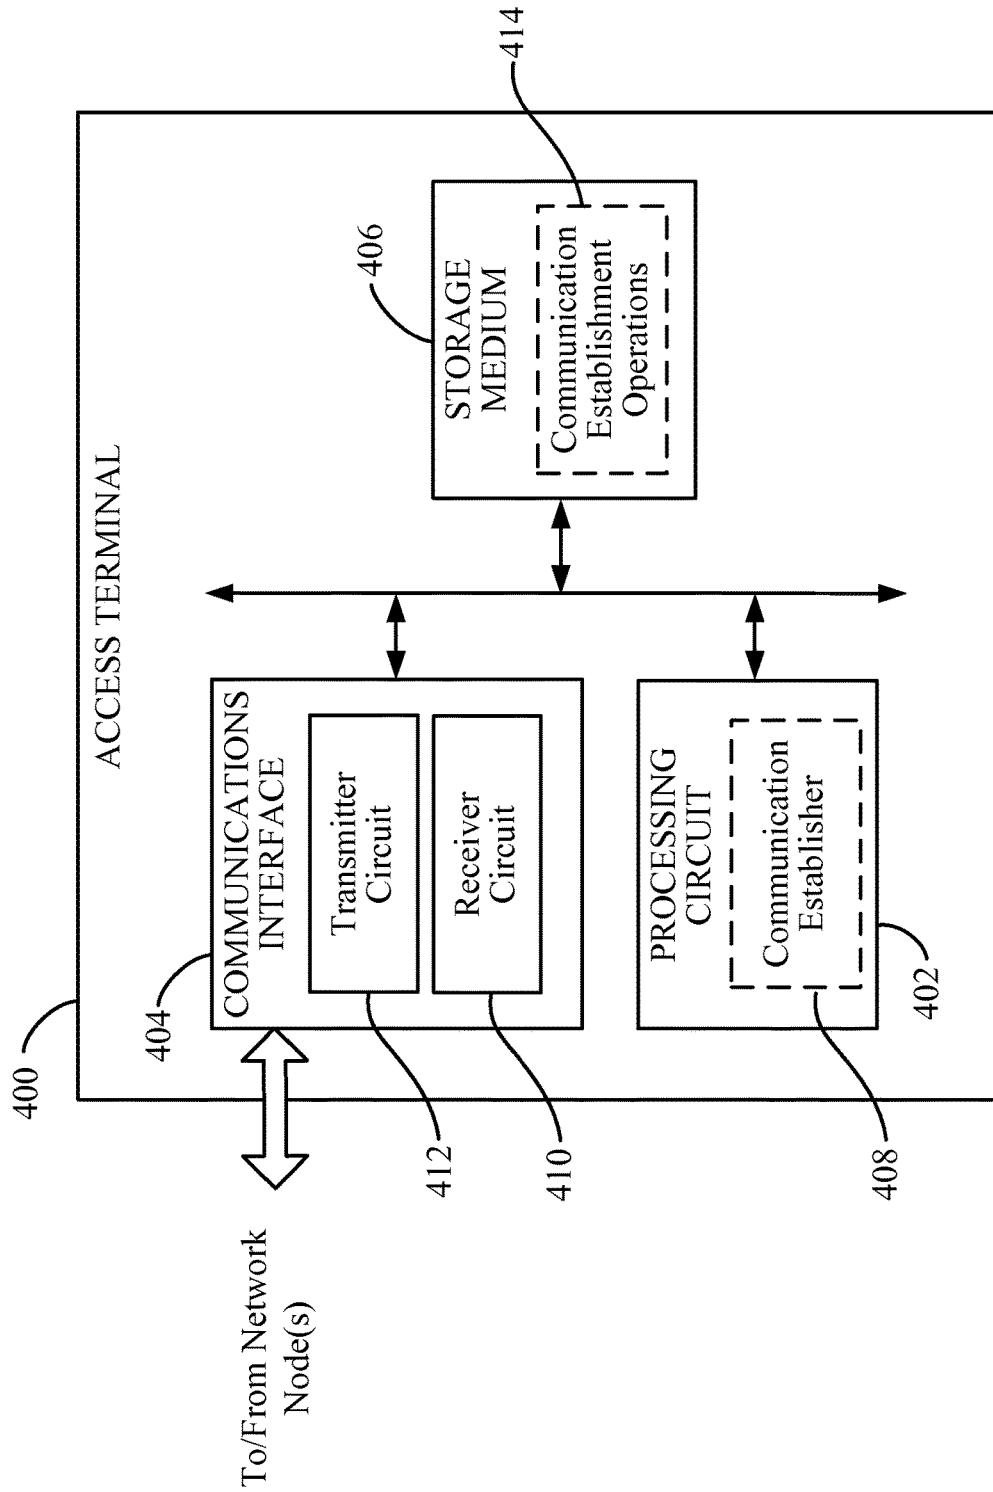 400
ACCESS TERMINAL
404
COMMUNICATIONS
INTERFACE
Transmitter
Circuit
Receiver
Circuit
To/From Network
Node(s)
412
410
406
STORAGE
MEDIUM
Communication
Establishment
Operations
414
PROCESSING
CIRCUIT
Communication
Establisher
402
408